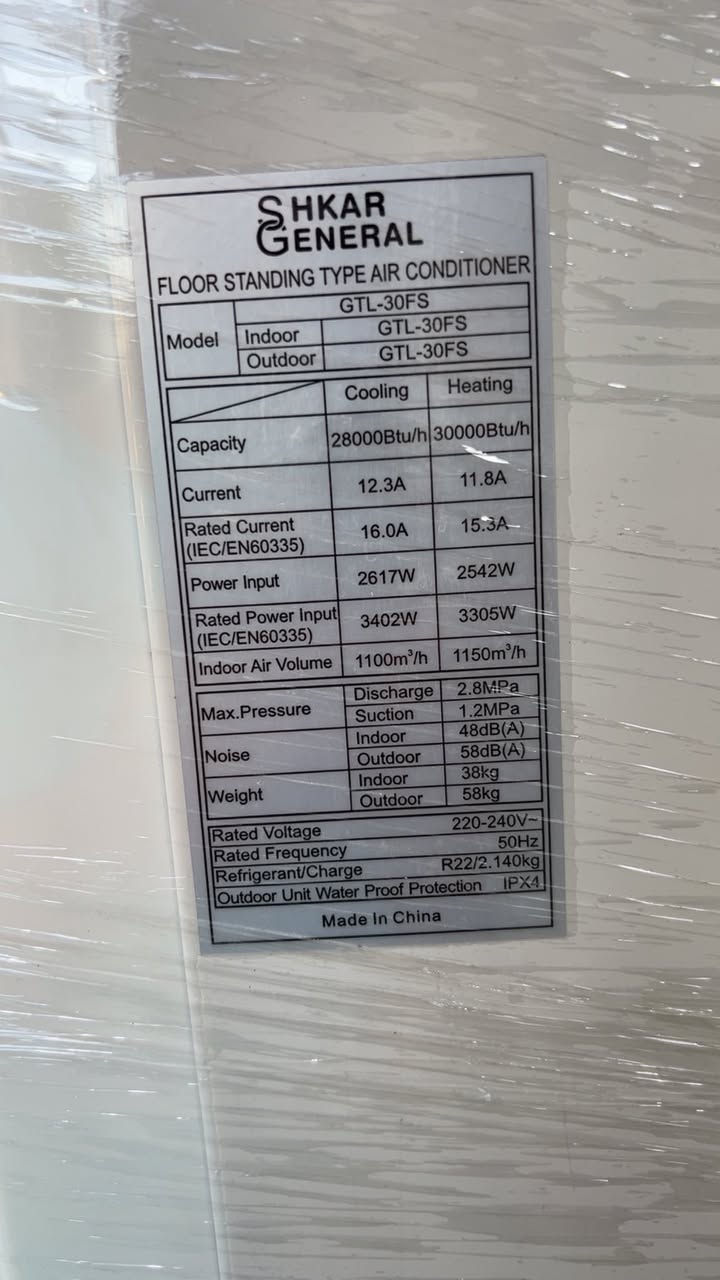 SHKAR
GENERAL
FLOOR STANDING TYPE AIR CONDITIONER
Model GTL-30FS
Indoor GTL-30FS
Outdoor GTL-30FS
Cooling Heating
Capacity 28000Btu/h 30000Btu/h
Current 12.3A 11.8A
Rated Current
(IEC/EN60335) 16.0A 15.3A
Power Input 2617W 2542W
Rated Power Input
(IEC/EN60335) 3402W 3305W
Indoor Air Volume 1100m³/h 1150m³/h
Max.Pressure Discharge 2.8MPa
Suction 1.2MPa
Noise Indoor 48dB(A)
Outdoor 58dB(A)
Weight Indoor 38kg
Outdoor 58kg
Rated Voltage 220-240V~
Rated Frequency 50Hz
Refrigerant/Charge R22/2.140kg
Outdoor Unit Water Proof Protection IPX4
Made In China